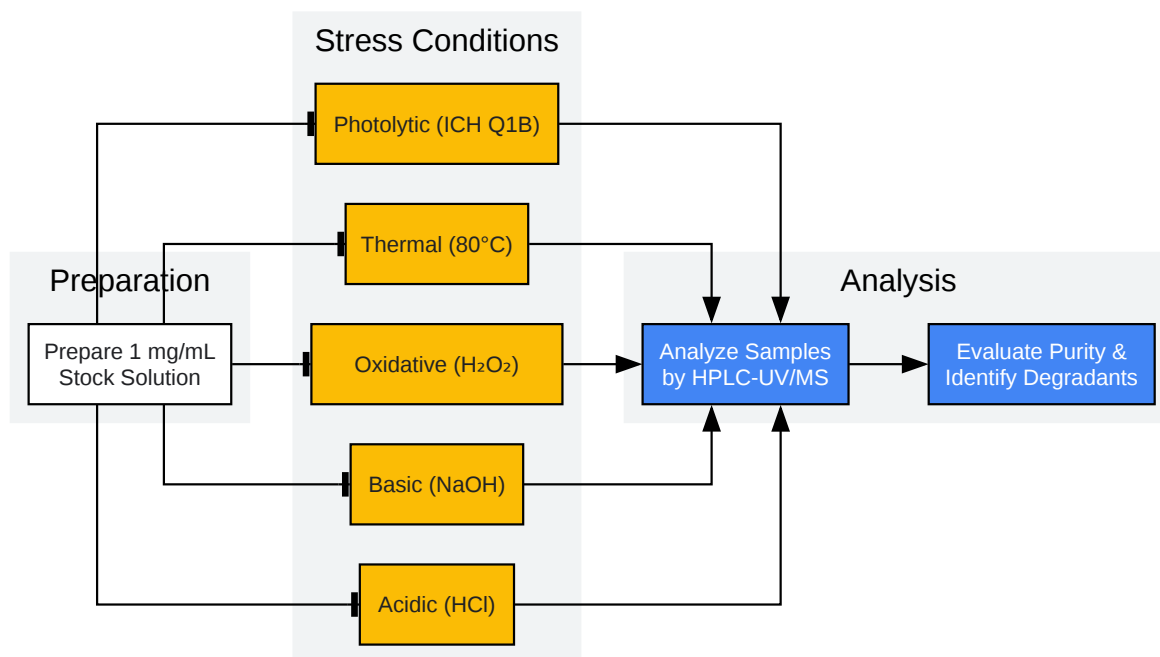 Stress Conditions
Photolytic (ICH Q1B)
Thermal (80°C)
Preparation
Analysis
Prepare 1 mg/mL
Stock Solution
Oxidative (H₂O₂)
Analyze Samples
by HPLC-UV/MS
Evaluate Purity &
Identify Degradants
Basic (NaOH)
Acidic (HCl)